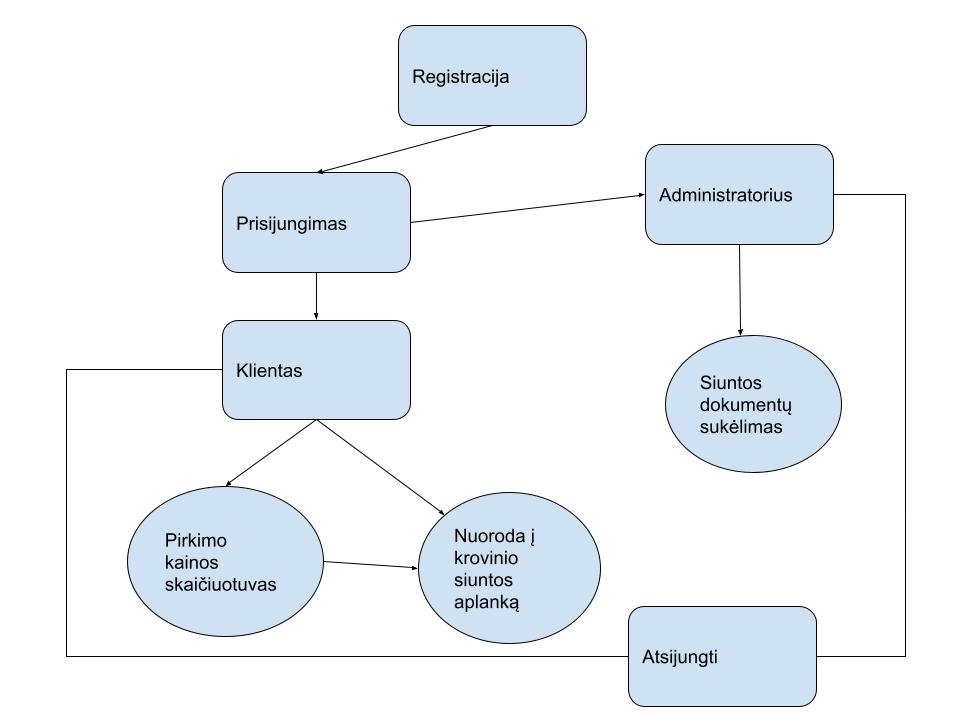 Registracija
Administratorius
Prisijungimas
Klientas
Siuntos
dokumentų
sukėlimas
Pirkimo
kainos
skaičiuotuvas
Nuoroda į
krovinio
siuntos
aplanką
Atsijungti